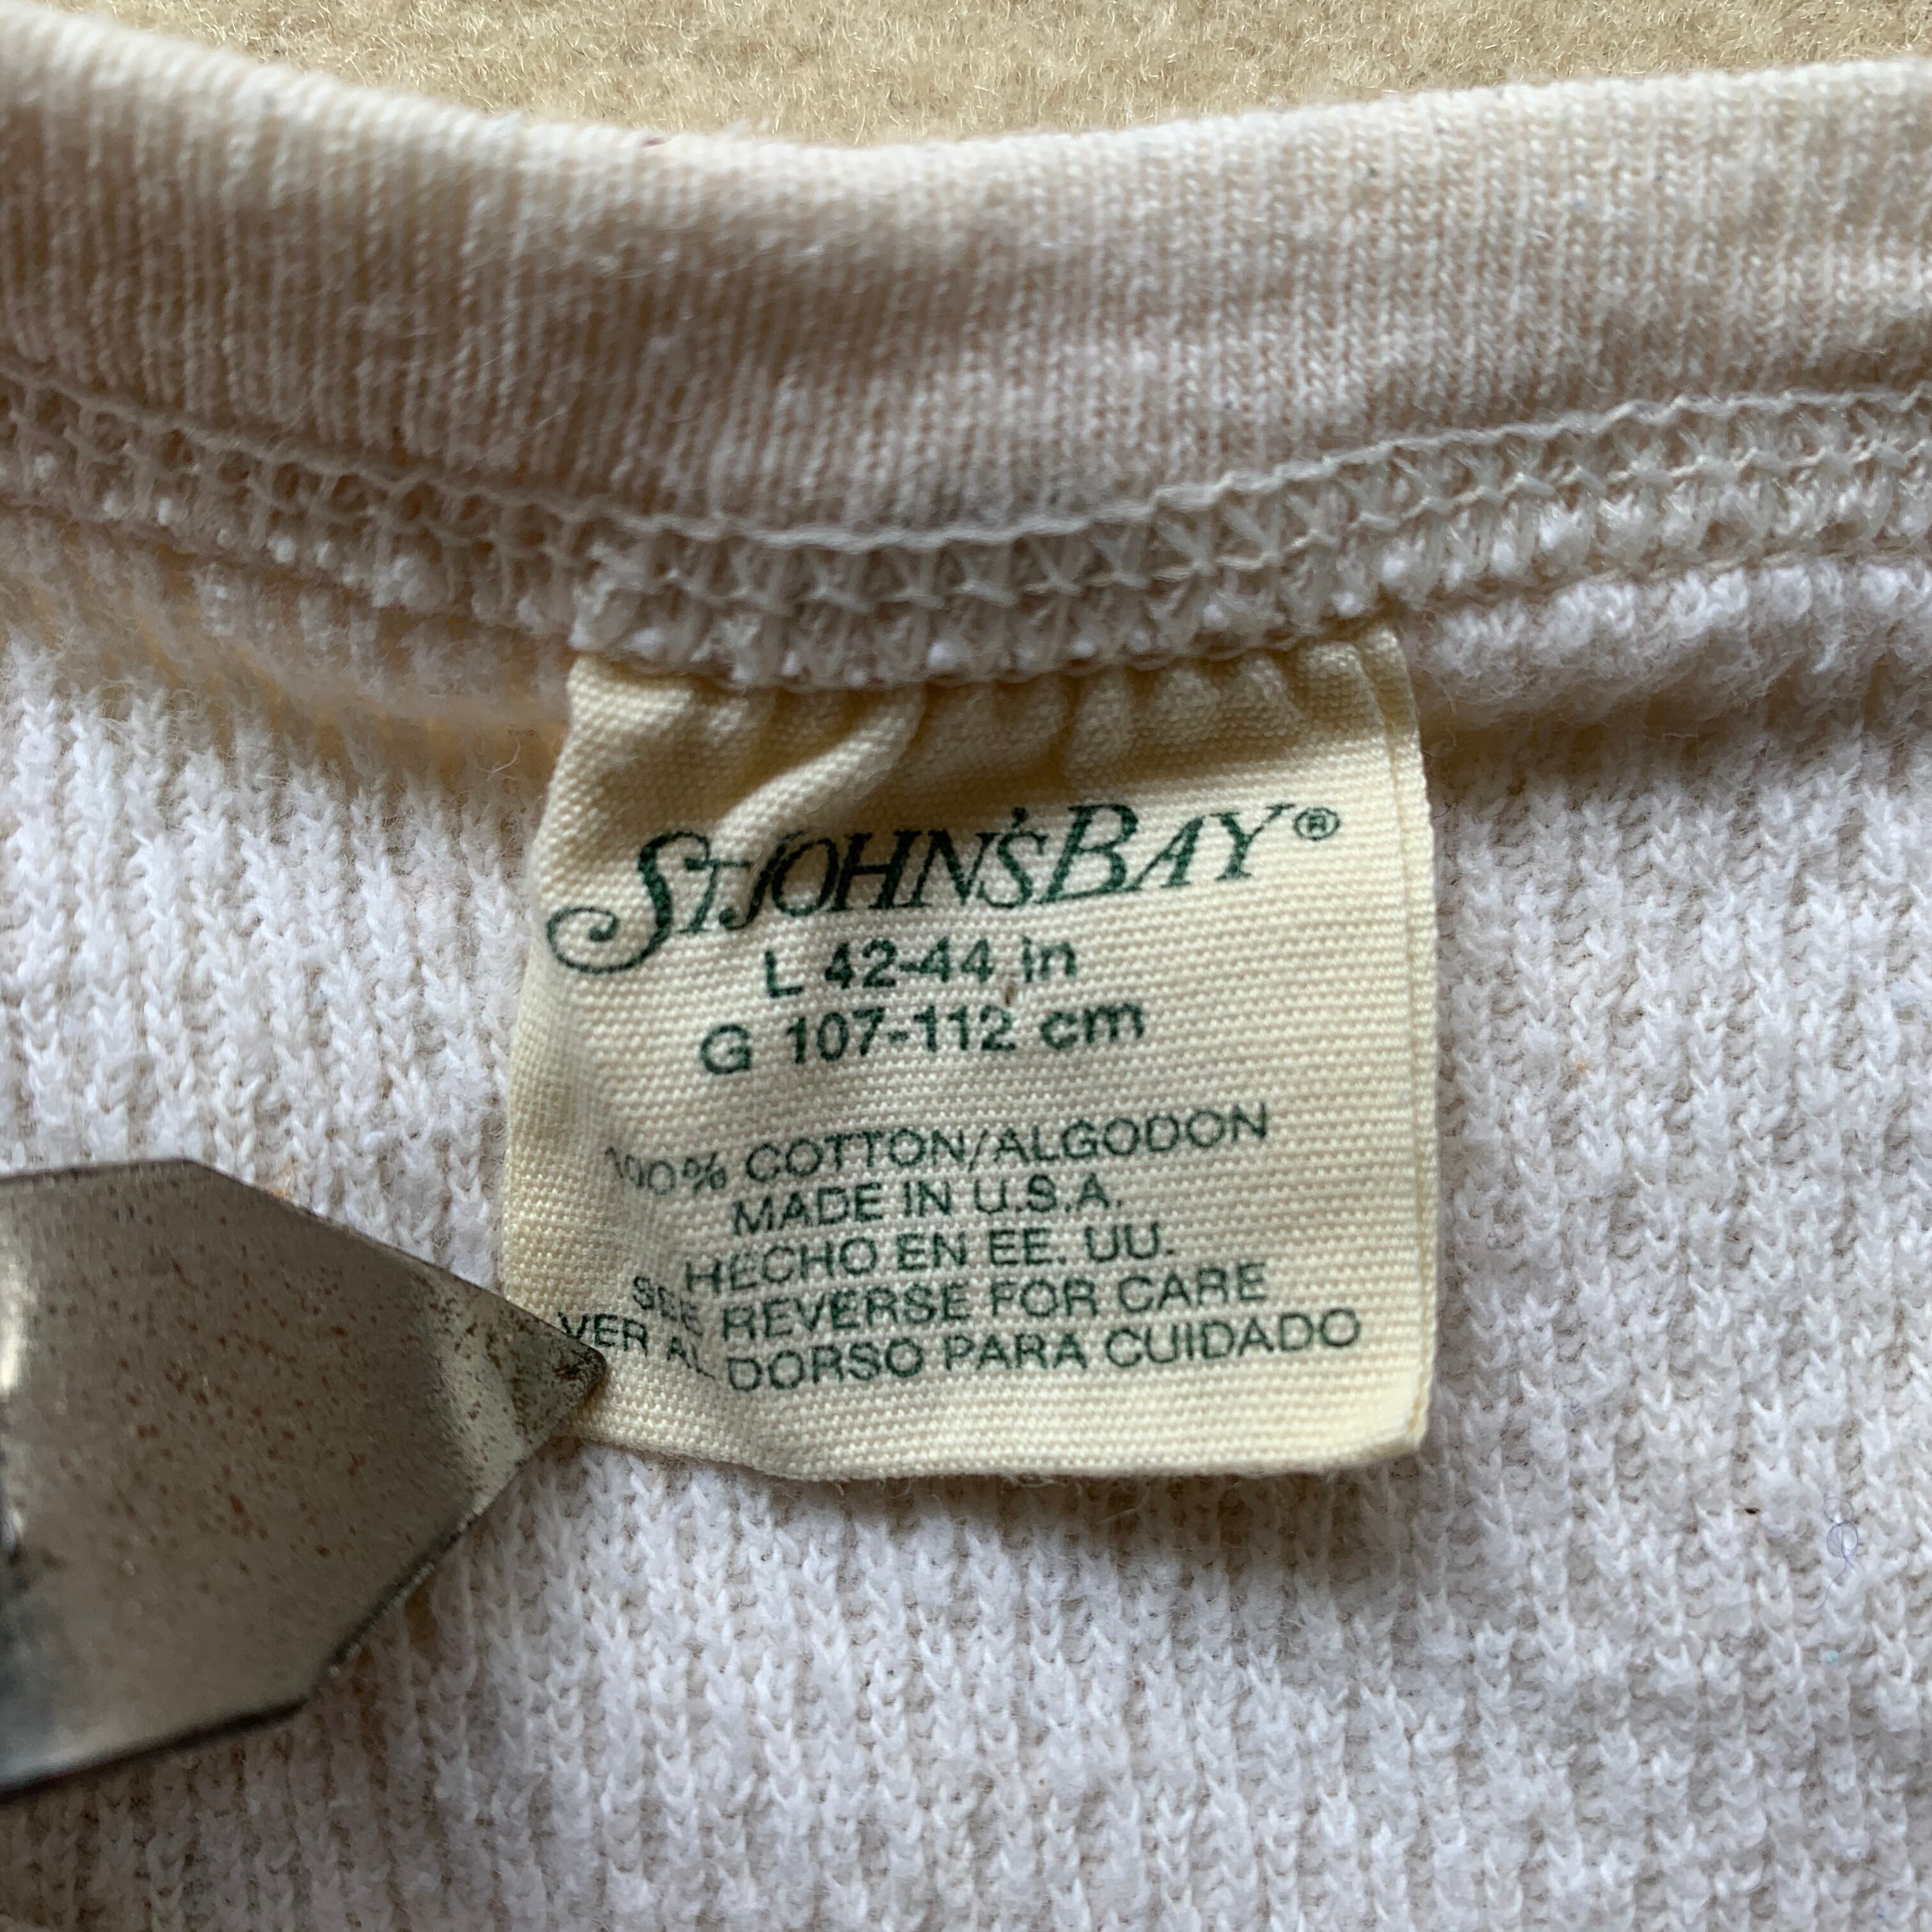 St. John's Bay®
L 42-44 in
G 107-112 cm
100% COTTON/ALGODON
MADE IN U.S.A.
HECHO EN EE. UU.
SEE REVERSE FOR CARE
VER AL DORSO PARA CUIDADO